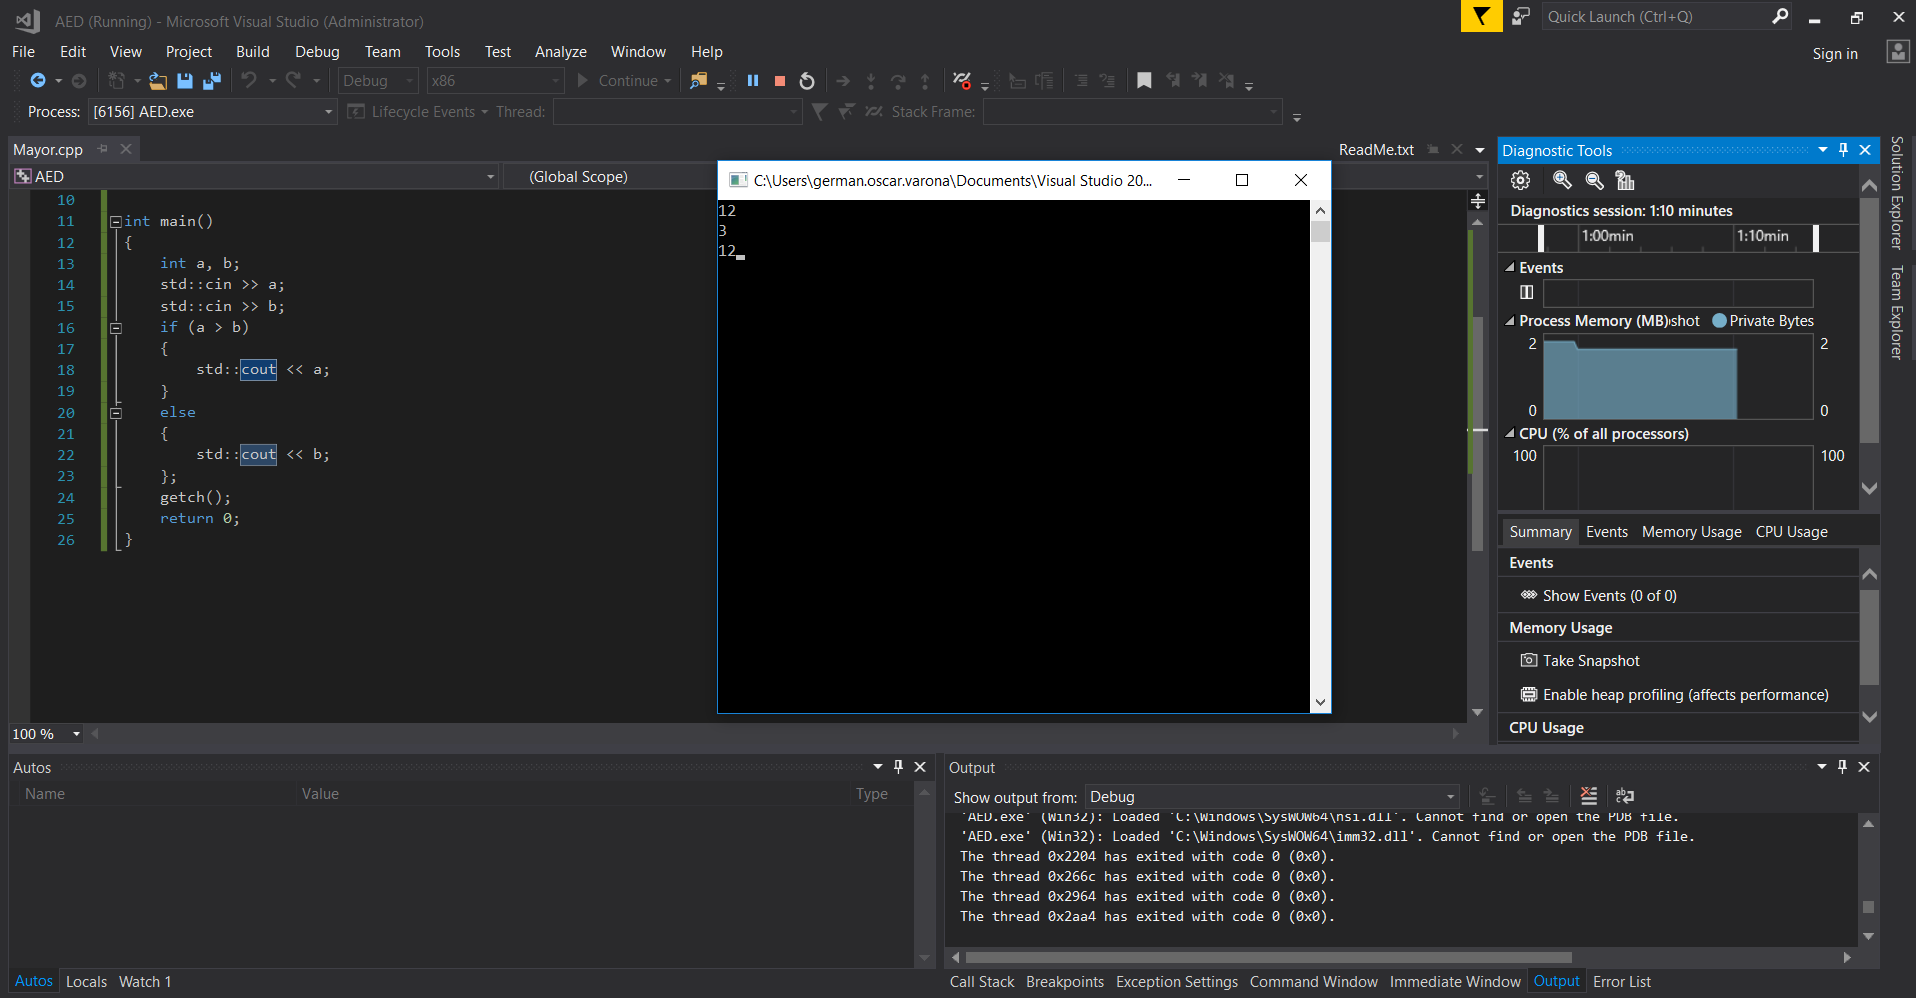 AED (Running) - Microsoft Visual Studio (Administrator)
Quick Launch (Ctrl+Q)
File Edit View Project Build Debug Team Tools Test Analyze Window Help
Sign in
Debug x86 Continue
Process: [6156] AED.exe Lifecycle Events Thread: Stack Frame:
Mayor.cpp
ReadMe.txt
AED
(Global Scope)
10
11 int main()
12 {
13 int a, b;
14 std::cin >> a;
15 std::cin >> b;
16 if (a > b)
17 {
18 std::cout << a;
19 }
20 else
21 {
22 std::cout << b;
23 };
24 getch();
25 return 0;
26 }
100 %
C:\Users\german.oscar.varona\Documents\Visual Studio 20...
12
3
12
Diagnostic Tools
Diagnostics session: 1:10 minutes
1:00min 1:10min
Events
Process Memory (MB) shot Private Bytes
2 2
0 0
CPU (% of all processors)
100 100
Summary Events Memory Usage CPU Usage
Events
Show Events (0 of 0)
Memory Usage
Take Snapshot
Enable heap profiling (affects performance)
CPU Usage
Solution Explorer
Team Explorer
Autos
Name Value Type
Autos Locals Watch 1
Output
Show output from: Debug
'AED.exe' (Win32): Loaded 'C:\Windows\SysWOW64\nsi.dll'. Cannot find or open the PDB file.
'AED.exe' (Win32): Loaded 'C:\Windows\SysWOW64\imm32.dll'. Cannot find or open the PDB file.
The thread 0x2204 has exited with code 0 (0x0).
The thread 0x266c has exited with code 0 (0x0).
The thread 0x2964 has exited with code 0 (0x0).
The thread 0x2aa4 has exited with code 0 (0x0).
Call Stack Breakpoints Exception Settings Command Window Immediate Window Output Error List